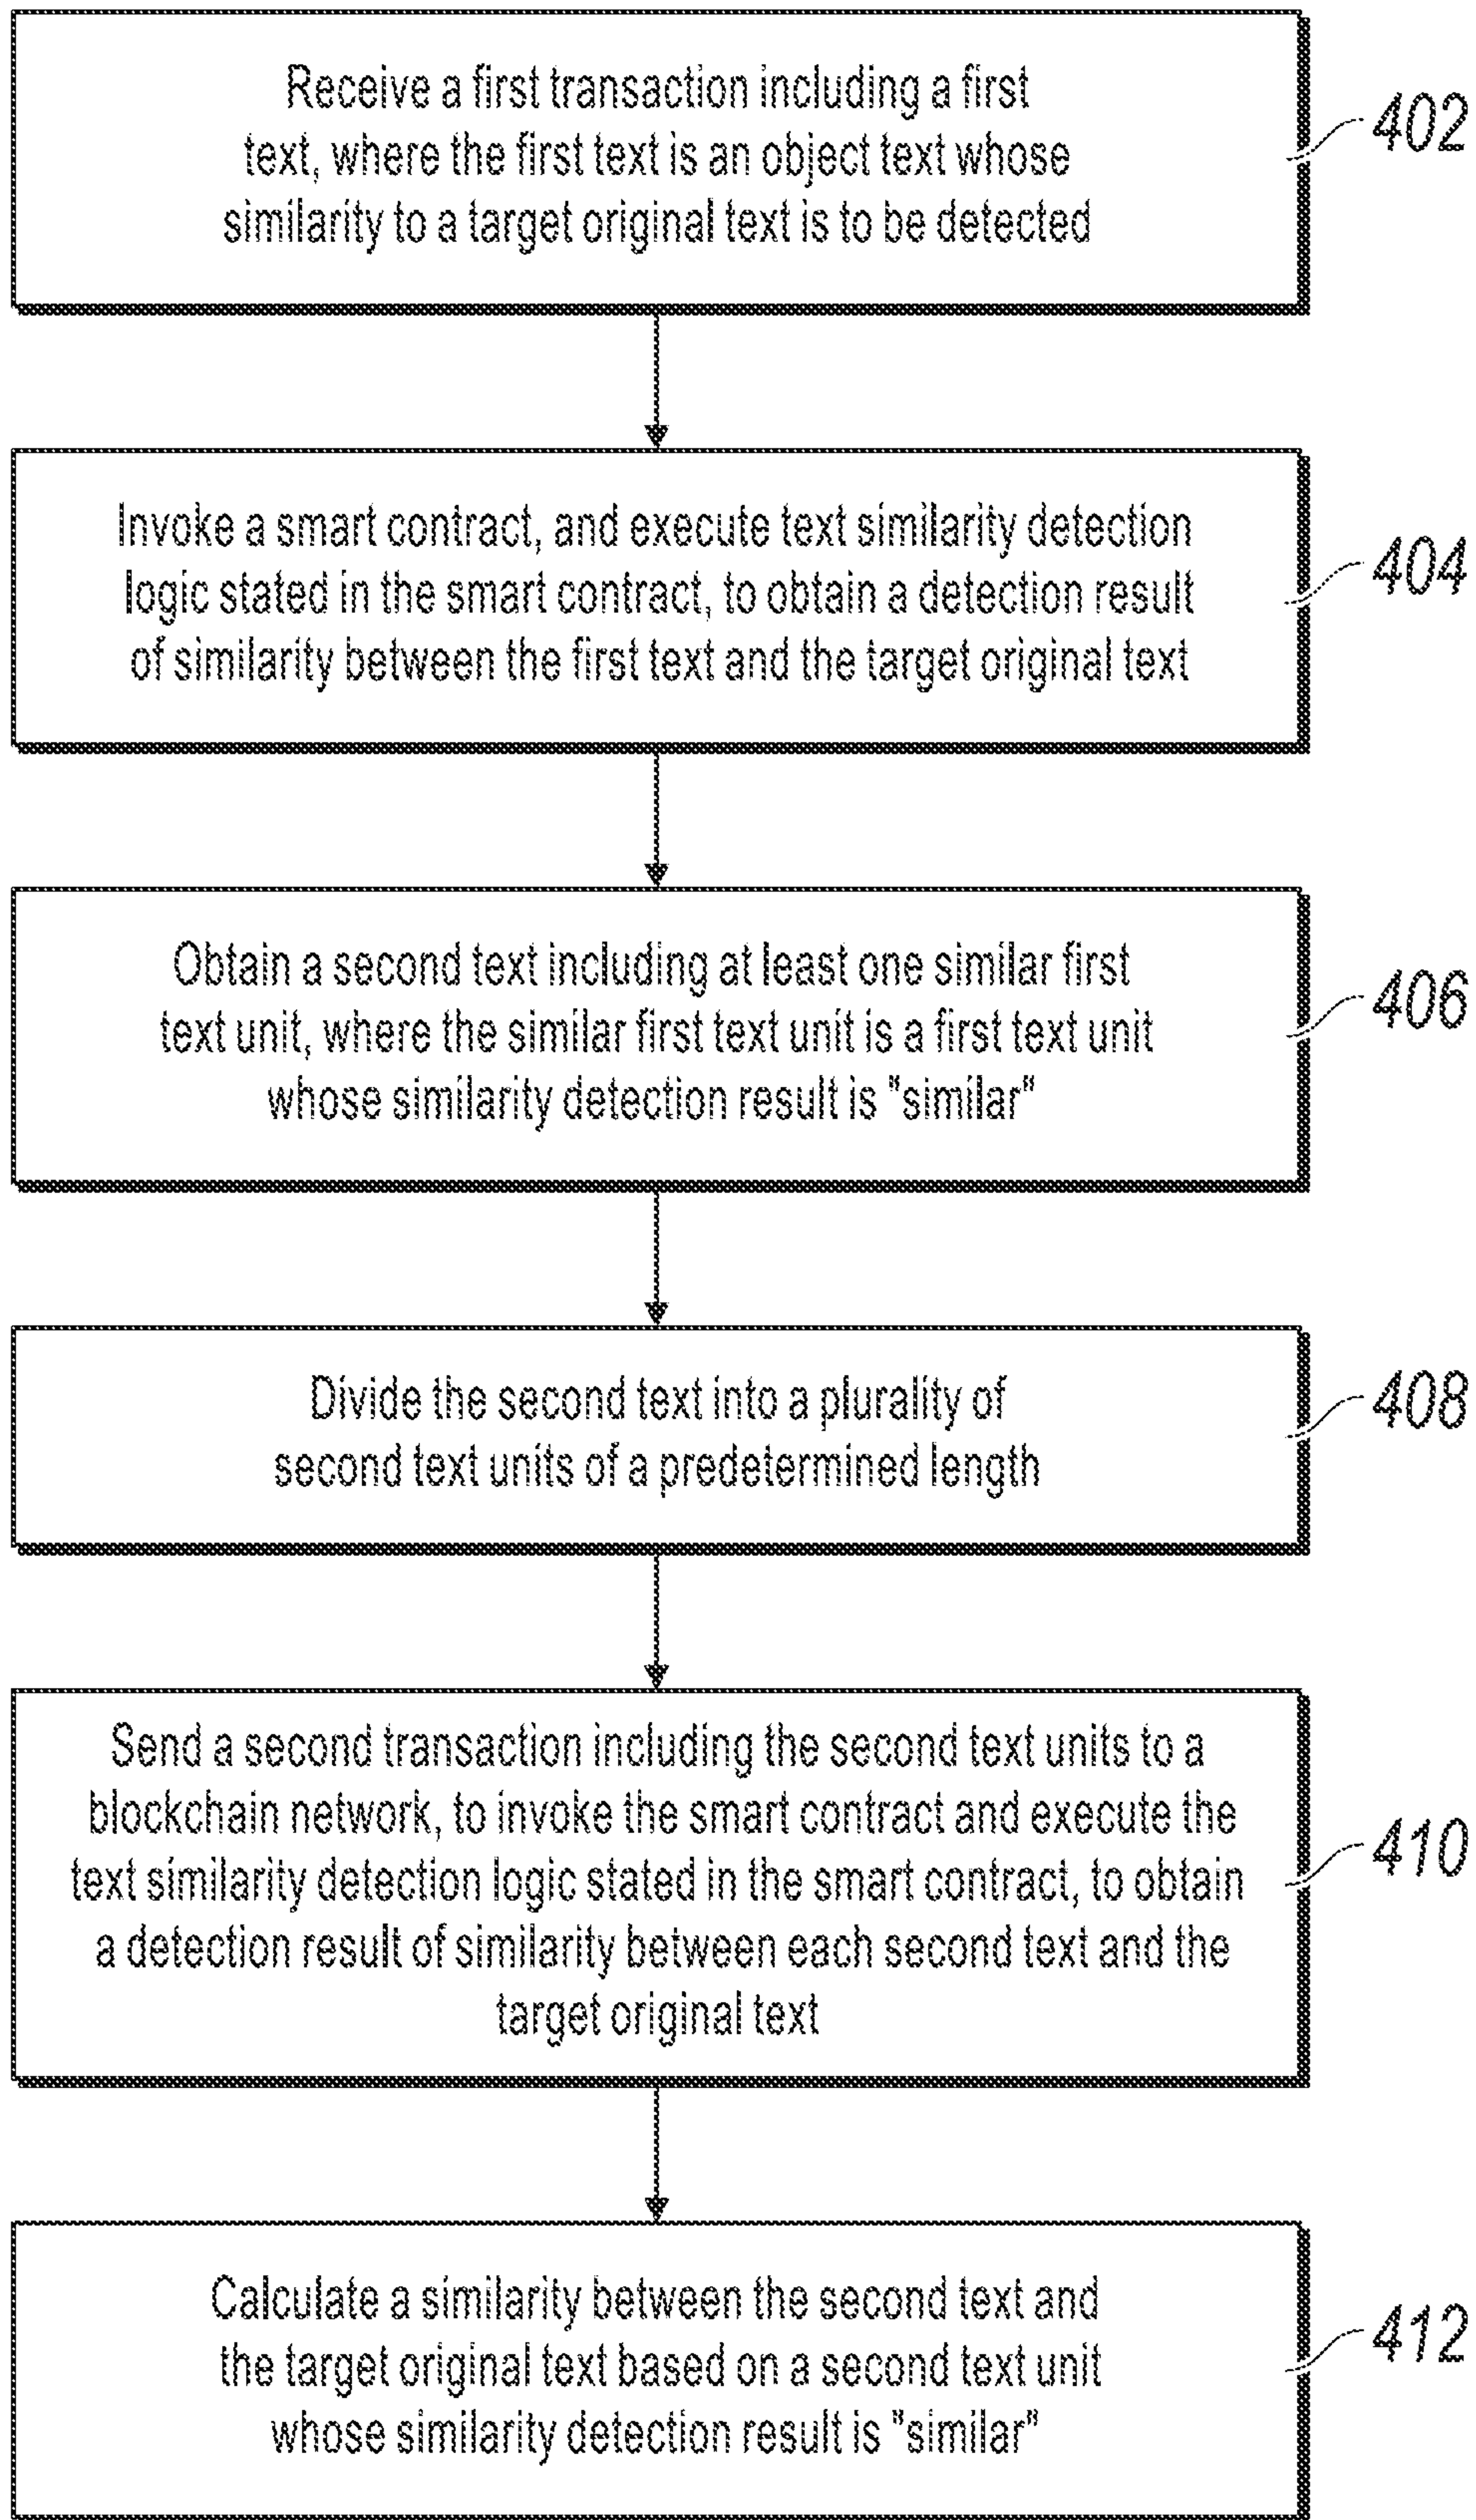 Receive a first transaction including a first
text, where the first text is an object text whose
similarity to a target original text is to be detected
402
Invoke a smart contract, and execute text similarity detection
logic stated in the smart contract, to obtain a detection result
of similarity between the first text and the target original text
404
Obtain a second text including at least one similar first
text unit, where the similar first text unit is a first text unit
whose similarity detection result is "similar"
406
Divide the second text into a plurality of
second text units of a predetermined length
408
Send a second transaction including the second text units to a
blockchain network, to invoke the smart contract and execute the
text similarity detection logic stated in the smart contract, to obtain
a detection result of similarity between each second text and the
target original text
410
Calculate a similarity between the second text and
the target original text based on a second text unit
whose similarity detection result is "similar"
412